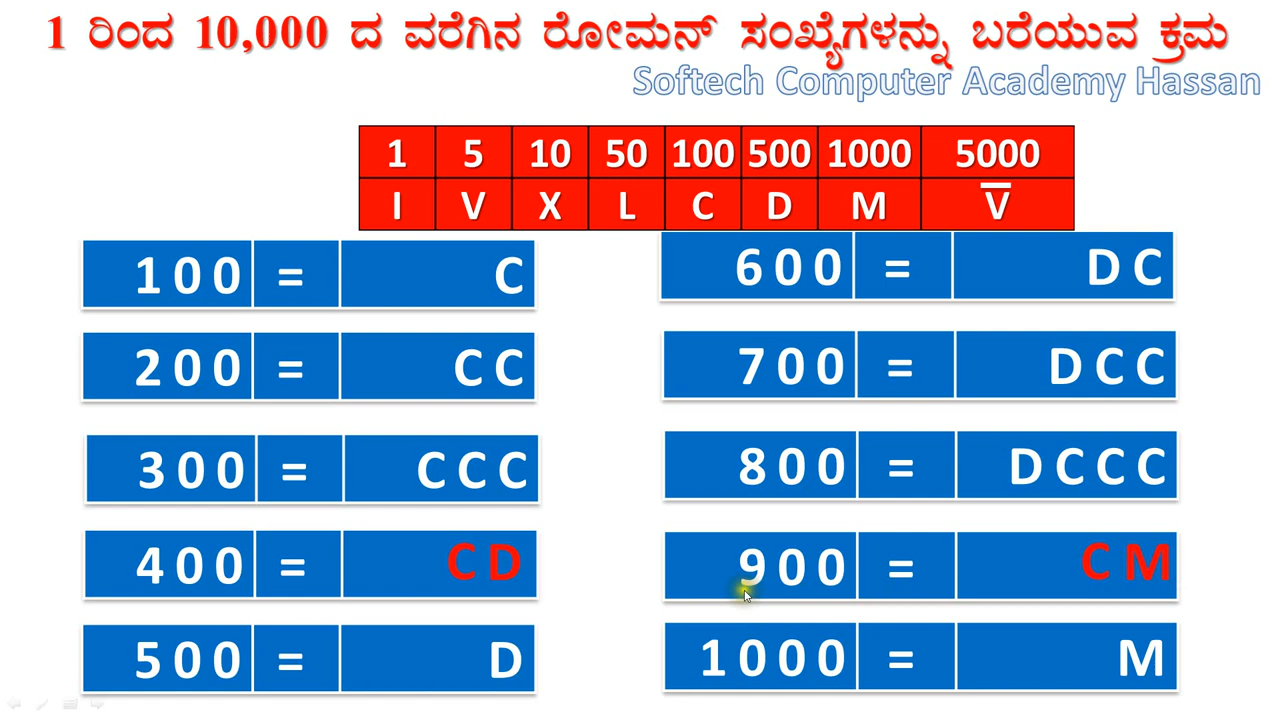 1 ರಿಂದ 10,000 ದ ವರೆಗಿನ ರೋಮನ್ ಸಂಖ್ಯೆಗಳನ್ನು ಬರೆಯುವ ಕ್ರಮ
Softech Computer Academy Hassan
1 5 10 50 100 500 1000 5000
I V X L C D M V̅
100 = C
200 = CC
300 = CCC
400 = CD
500 = D
600 = DC
700 = DCC
800 = DCCC
900 = CM
1000 = M